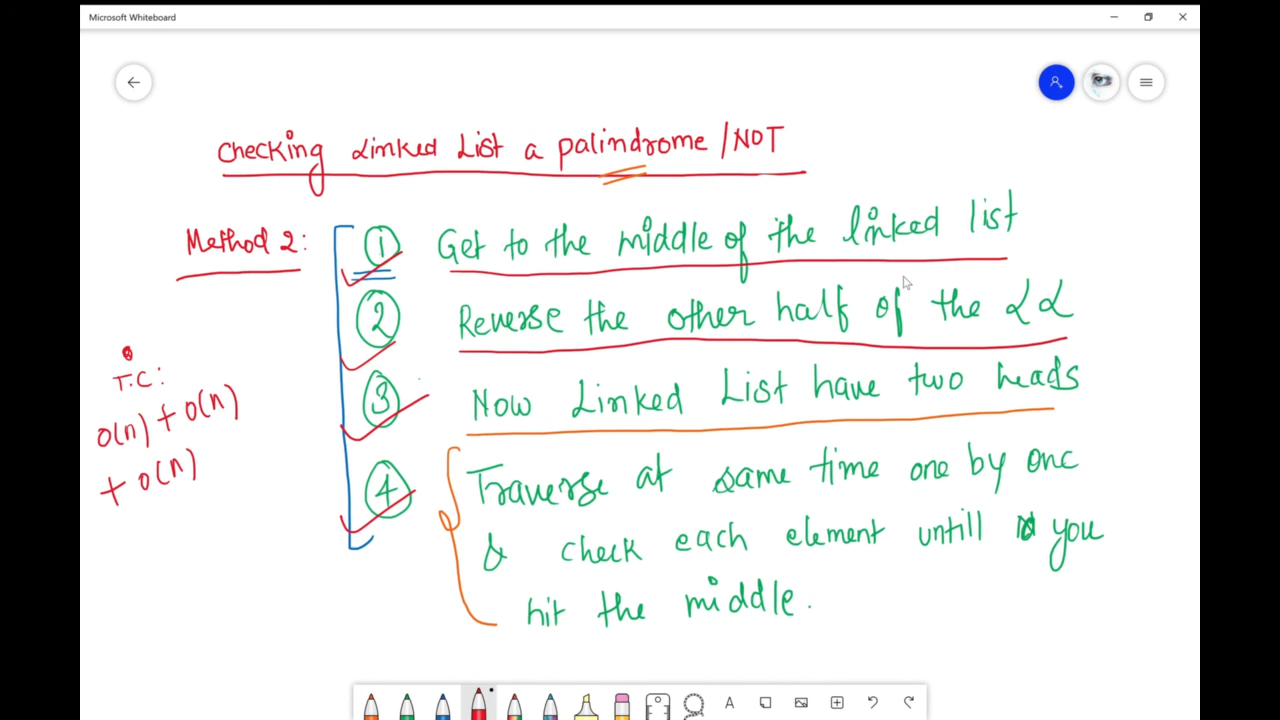 Microsoft Whiteboard
Checking Linked List a palindrome / NOT
Method 2:
1 Get to the middle of the linked list
2 Reverse the other half of the LL
3 Now Linked List have two heads
4 Traverse at same time one by one
& check each element untill you
hit the middle.
T.C:
O(n) + O(n)
+ O(n)
A